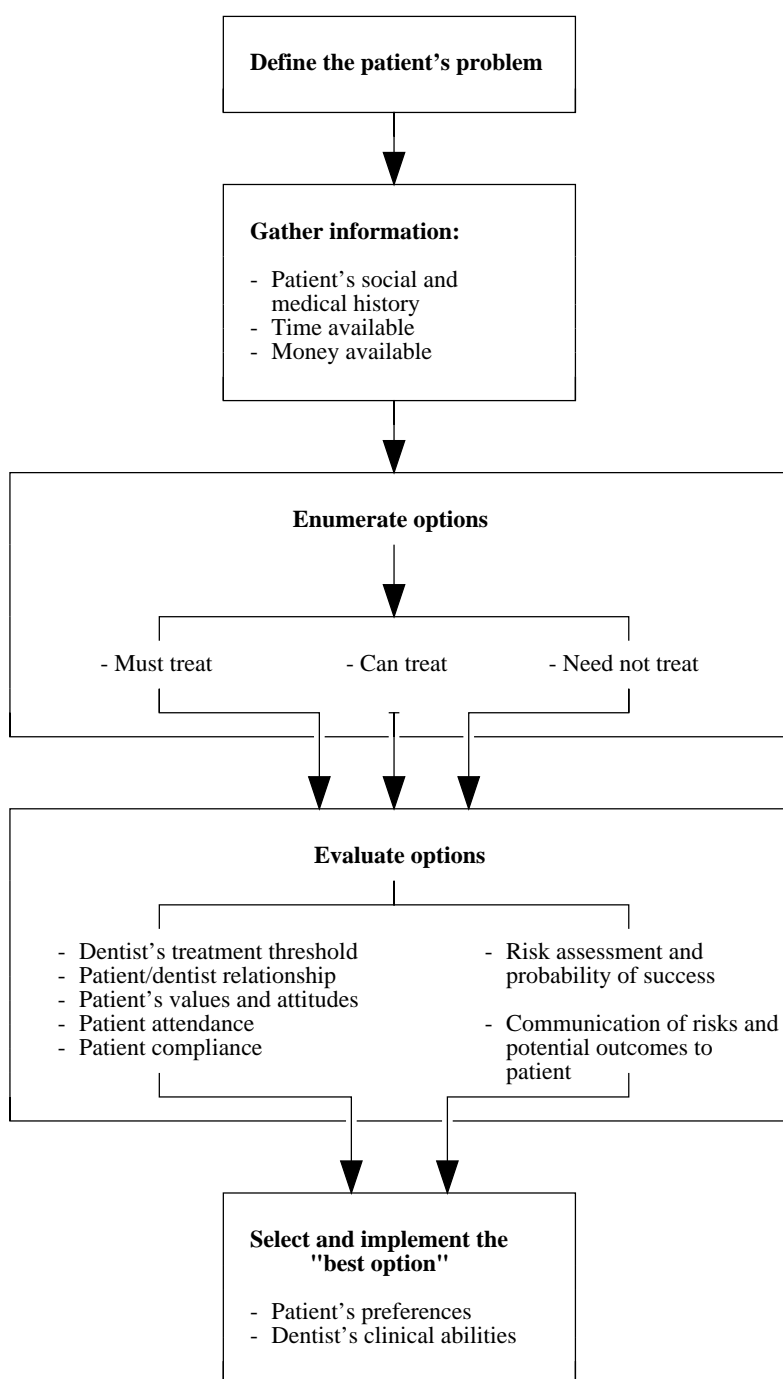 Define the patient's problem
Gather information:
- Patient's social and
medical history
- Time available
- Money available
Enumerate options
- Must treat
- Can treat
- Need not treat
Evaluate options
- Dentist's treatment threshold
- Patient/dentist relationship
- Patient's values and attitudes
- Patient attendance
- Patient compliance
- Risk assessment and
probability of success
- Communication of risks and
potential outcomes to
patient
Select and implement the
"best option"
- Patient's preferences
- Dentist's clinical abilities